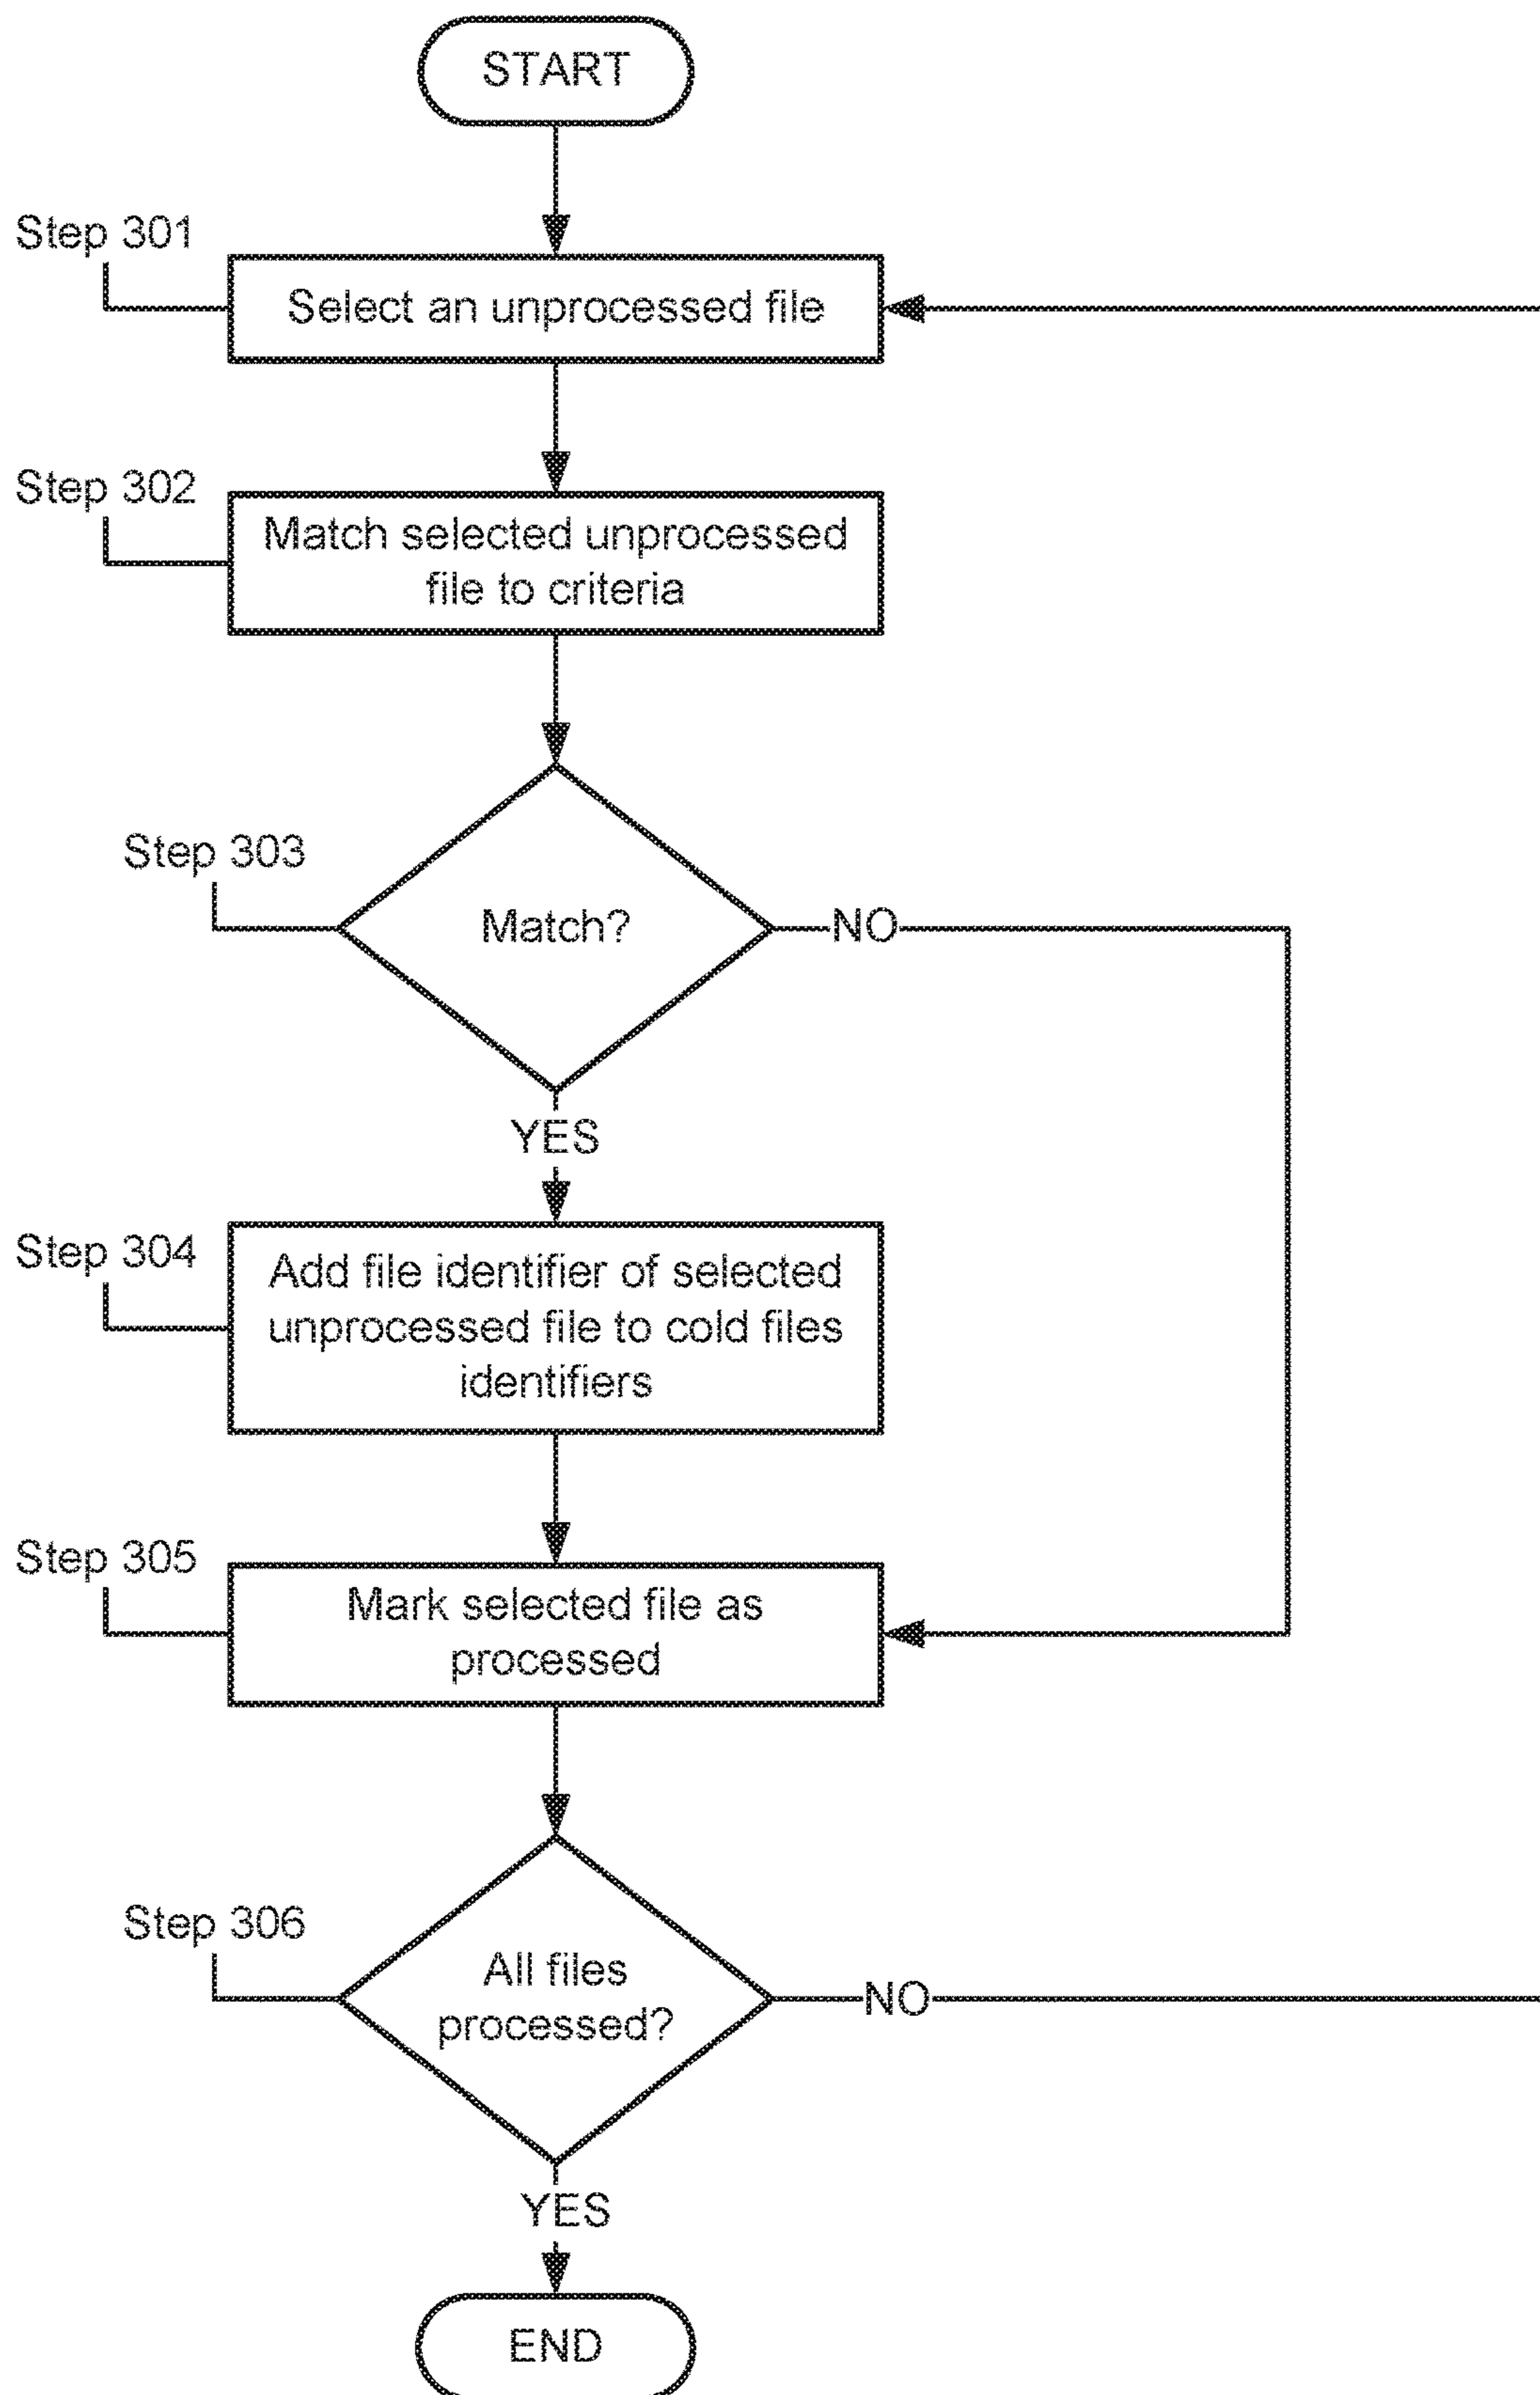 START
Step 301
Select an unprocessed file
Step 302
Match selected unprocessed
file to criteria
Step 303
Match?
NO
YES
Step 304
Add file identifier of selected
unprocessed file to cold files
identifiers
Step 305
Mark selected file as
processed
Step 306
All files
processed?
NO
YES
END